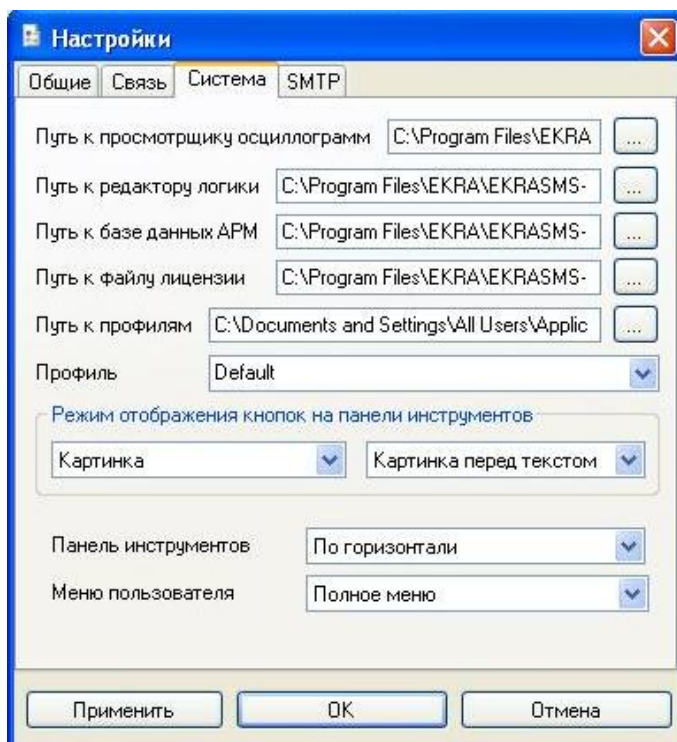 Настройки
Общие Связь Система SMTP
Путь к просмотрщику осциллограмм C:\Program Files\EKRA ...
Путь к редактору логики C:\Program Files\EKRA\EKRASMS- ...
Путь к базе данных АРМ C:\Program Files\EKRA\EKRASMS- ...
Путь к файлу лицензии C:\Program Files\EKRA\EKRASMS- ...
Путь к профилям C:\Documents and Settings\All Users\Applic ...
Профиль Default
Режим отображения кнопок на панели инструментов
Картинка Картинка перед текстом
Панель инструментов По горизонтали
Меню пользователя Полное меню
Применить OK Отмена